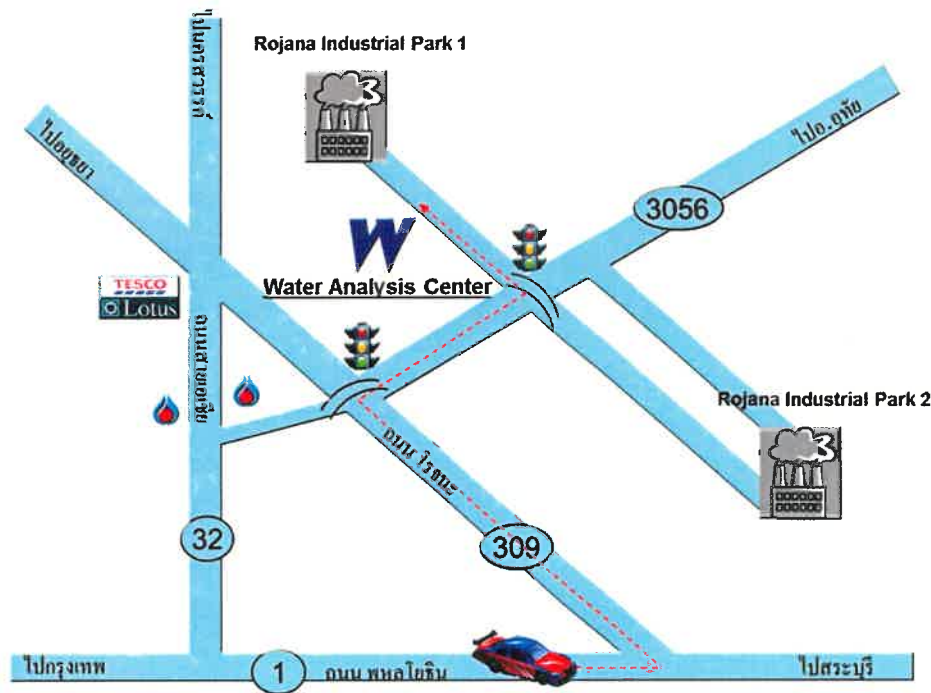 ไปนครสวรรค์
Rojana Industrial Park 1
ไปอยุธยา
ไปอ.อุทัย
3056
W
Water Analysis Center
TESCO
Lotus
ถนนสายเอเซีย
Rojana Industrial Park 2
ถนน โรจนะ
32
309
ไปกรุงเทพ
1
ถนน พหลโยธิน
ไปสระบุรี